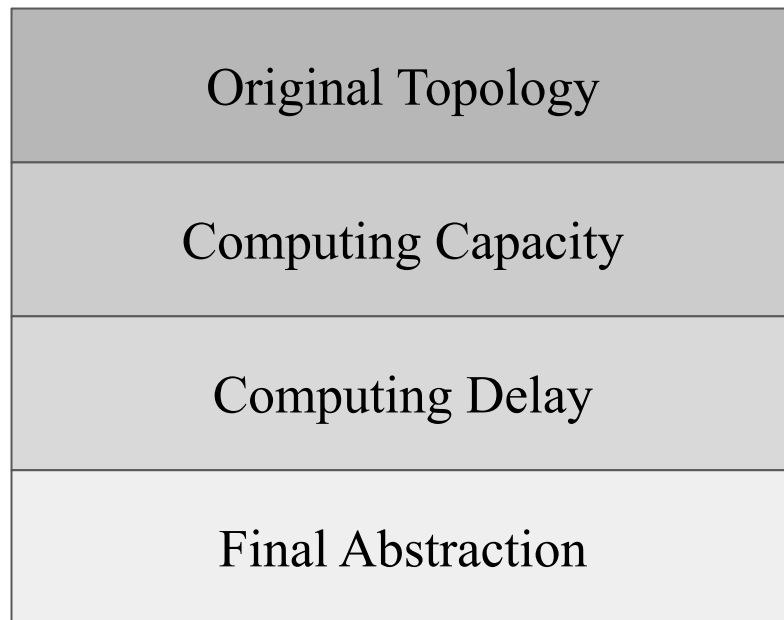 Original Topology
Computing Capacity
Computing Delay
Final Abstraction